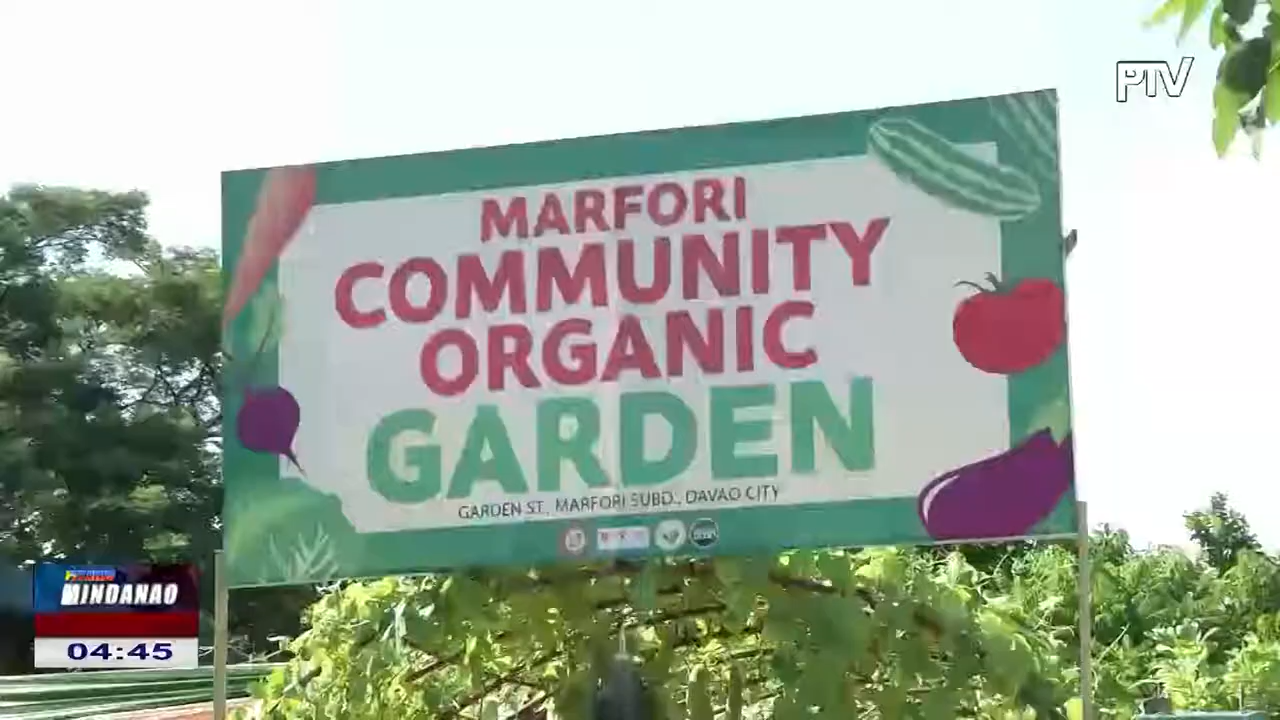 PTV
MARFORI
COMMUNITY
ORGANIC
GARDEN
GARDEN ST., MARFORI SUBD., DAVAO CITY
MINDANAO
04:45